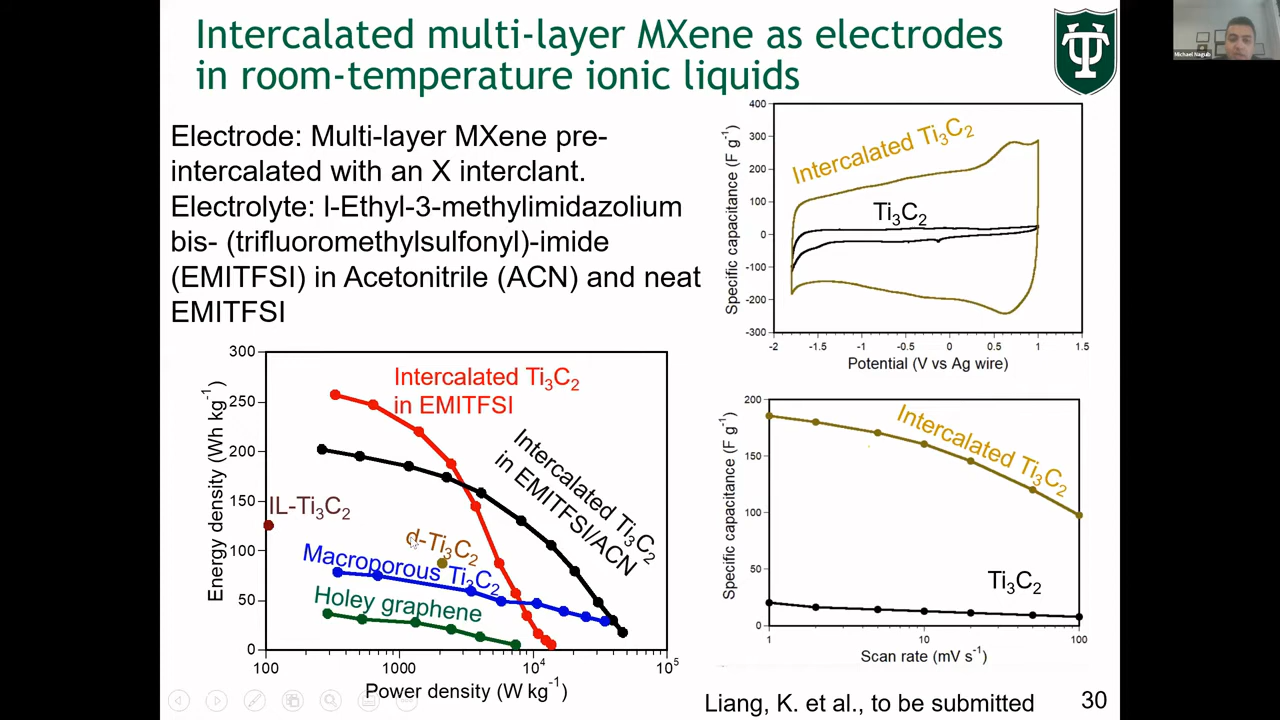 Intercalated multi-layer MXene as electrodes
in room-temperature ionic liquids
Michael Naguib
Electrode: Multi-layer MXene pre-
intercalated with an X interclant.
Electrolyte: l-Ethyl-3-methylimidazolium
bis- (trifluoromethylsulfonyl)-imide
(EMITFSI) in Acetonitrile (ACN) and neat
EMITFSI
400
300
200
100
0
-100
-200
-300
-2
-1.5
-1
-0.5
0
0.5
1
1.5
Specific capacitance (F g⁻¹)
Potential (V vs Ag wire)
Intercalated Ti₃C₂
Ti₃C₂
300
250
200
150
100
50
0
100
1000
10⁴
10⁵
Energy density (Wh kg⁻¹)
Power density (W kg⁻¹)
Intercalated Ti₃C₂
in EMITFSI
Intercalated Ti₃C₂
in EMITFSI/ACN
IL-Ti₃C₂
d-Ti₃C₂
Macroporous Ti₃C₂
Holey graphene
200
150
100
50
0
1
10
100
Specific capacitance (F g⁻¹)
Scan rate (mV s⁻¹)
Intercalated Ti₃C₂
Ti₃C₂
Liang, K. et al., to be submitted
30